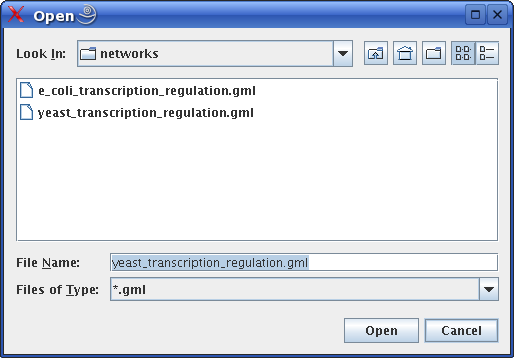 Open
Look In: networks
e_coli_transcription_regulation.gml
yeast_transcription_regulation.gml
File Name: yeast_transcription_regulation.gml
Files of Type: *.gml
Open Cancel